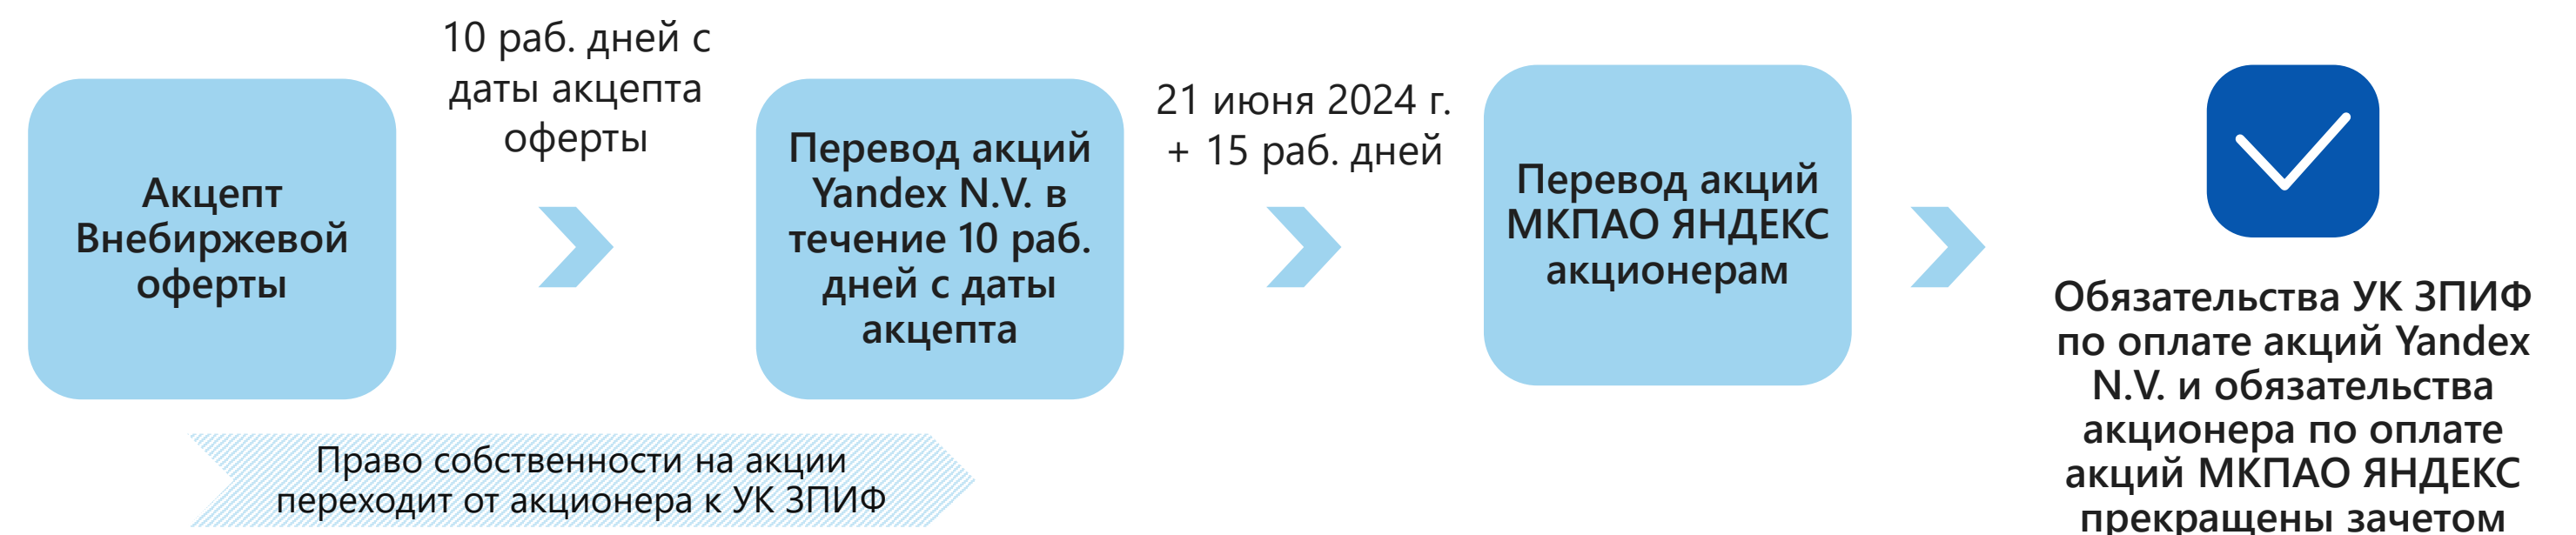 Акцепт
Внебиржевой
оферты
10 раб. дней с
даты акцепта
оферты
Перевод акций
Yandex N.V. в
течение 10 раб.
дней с даты
акцепта
Право собственности на акции
переходит от акционера к УК ЗПИФ
21 июня 2024 г.
+ 15 раб. дней
Перевод акций
МКПАО ЯНДЕКС
акционерам
Обязательства УК ЗПИФ
по оплате акций Yandex
N.V. и обязательства
акционера по оплате
акций МКПАО ЯНДЕКС
прекращены зачетом